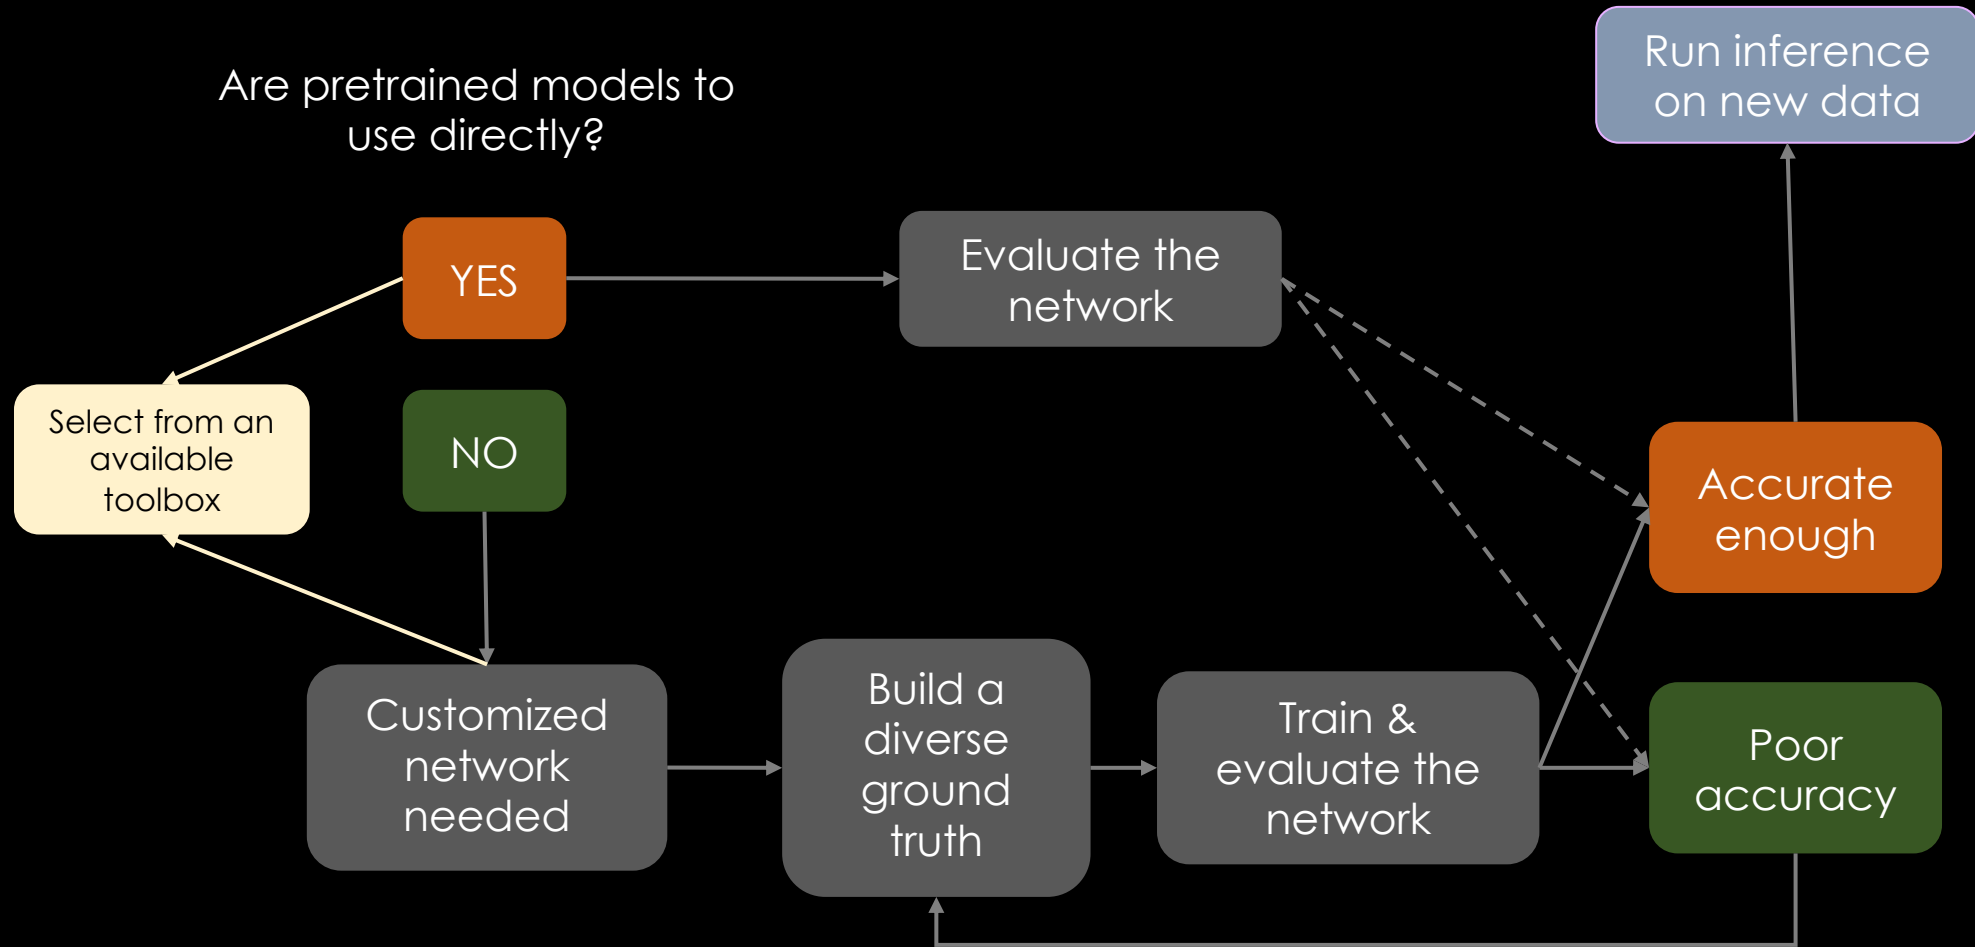 Are pretrained models to
use directly?
Run inference
on new data
YES
Evaluate the
network
Select from an
available
toolbox
NO
Accurate
enough
Customized
network
needed
Build a
diverse
ground
truth
Train &
evaluate the
network
Poor
accuracy